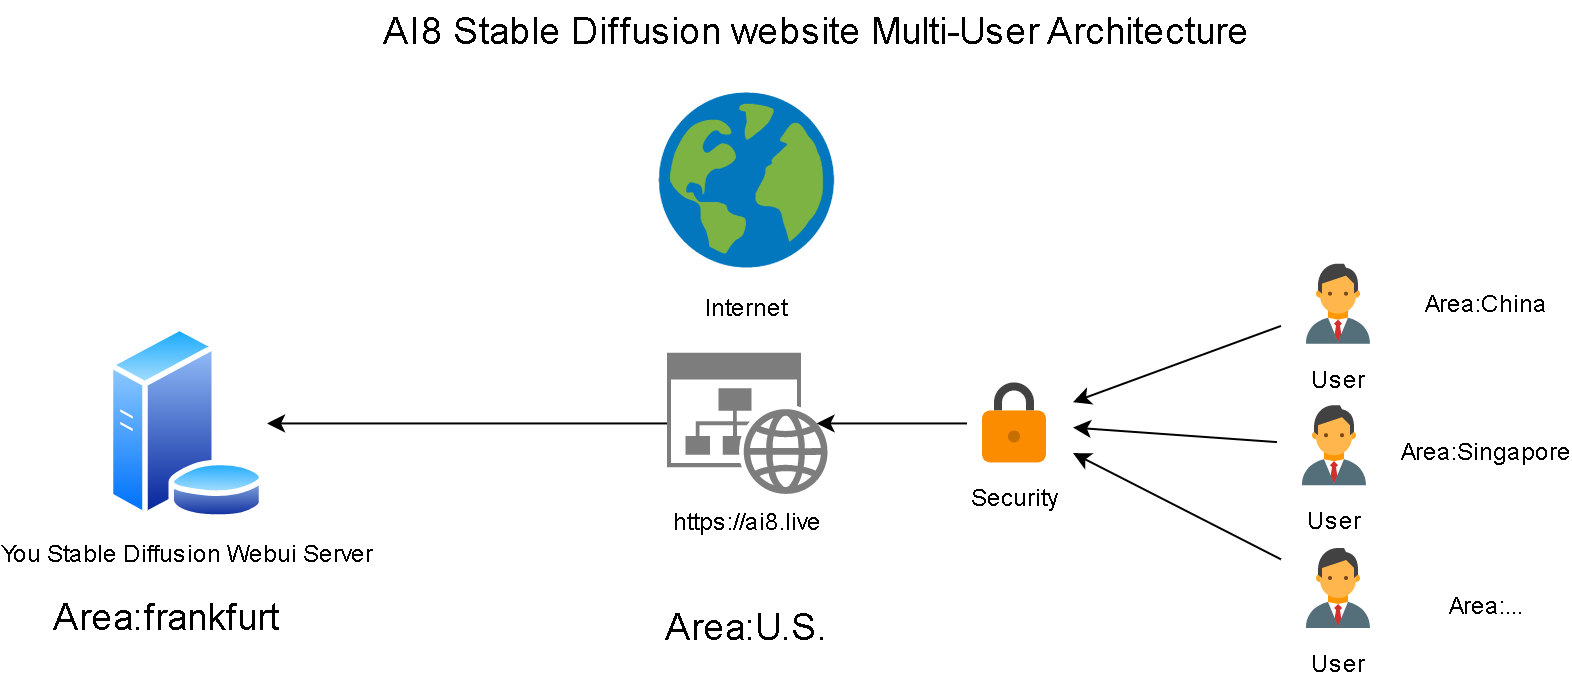 AI8 Stable Diffusion website Multi-User Architecture
Internet
Area:China
User
Area:Singapore
Security
User
https://ai8.live
You Stable Diffusion Webui Server
Area:frankfurt
Area:U.S.
Area:...
User